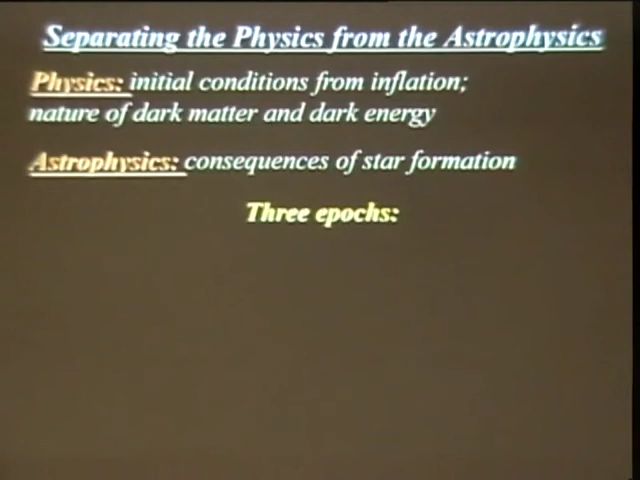 Separating the Physics from the Astrophysics
Physics: initial conditions from inflation;
nature of dark matter and dark energy
Astrophysics: consequences of star formation
Three epochs: